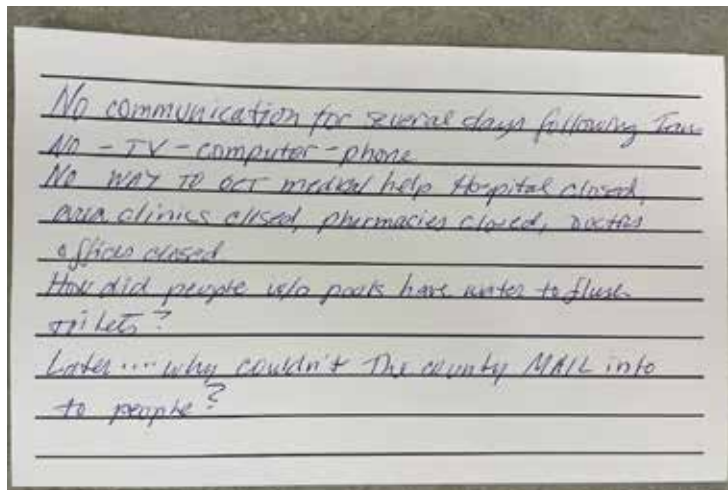 No communication for several days following Ian
NO - TV - computer - phone
No WAY TO GET medical help Hospital closed,
area clinics closed, pharmacies closed, Doctors
offices closed
How did people w/o pools have water to flush
toilets?
Later .... why couldn't The county MAIL info
to people?